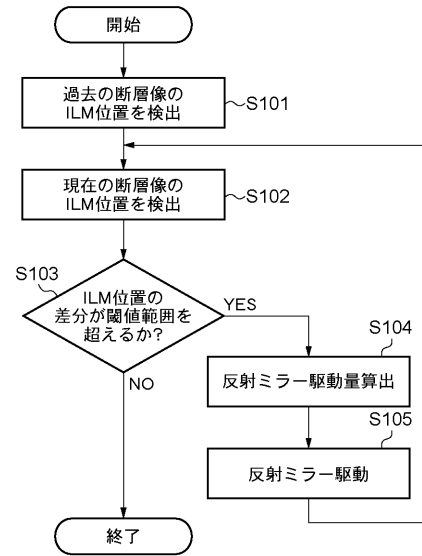 開始
過去の断層像の
ILM位置を検出
S101
現在の断層像の
ILM位置を検出
S102
S103
ILM位置の
差分が閾値範囲を
超えるか?
YES
NO
S104
反射ミラー駆動量算出
S105
反射ミラー駆動
終了